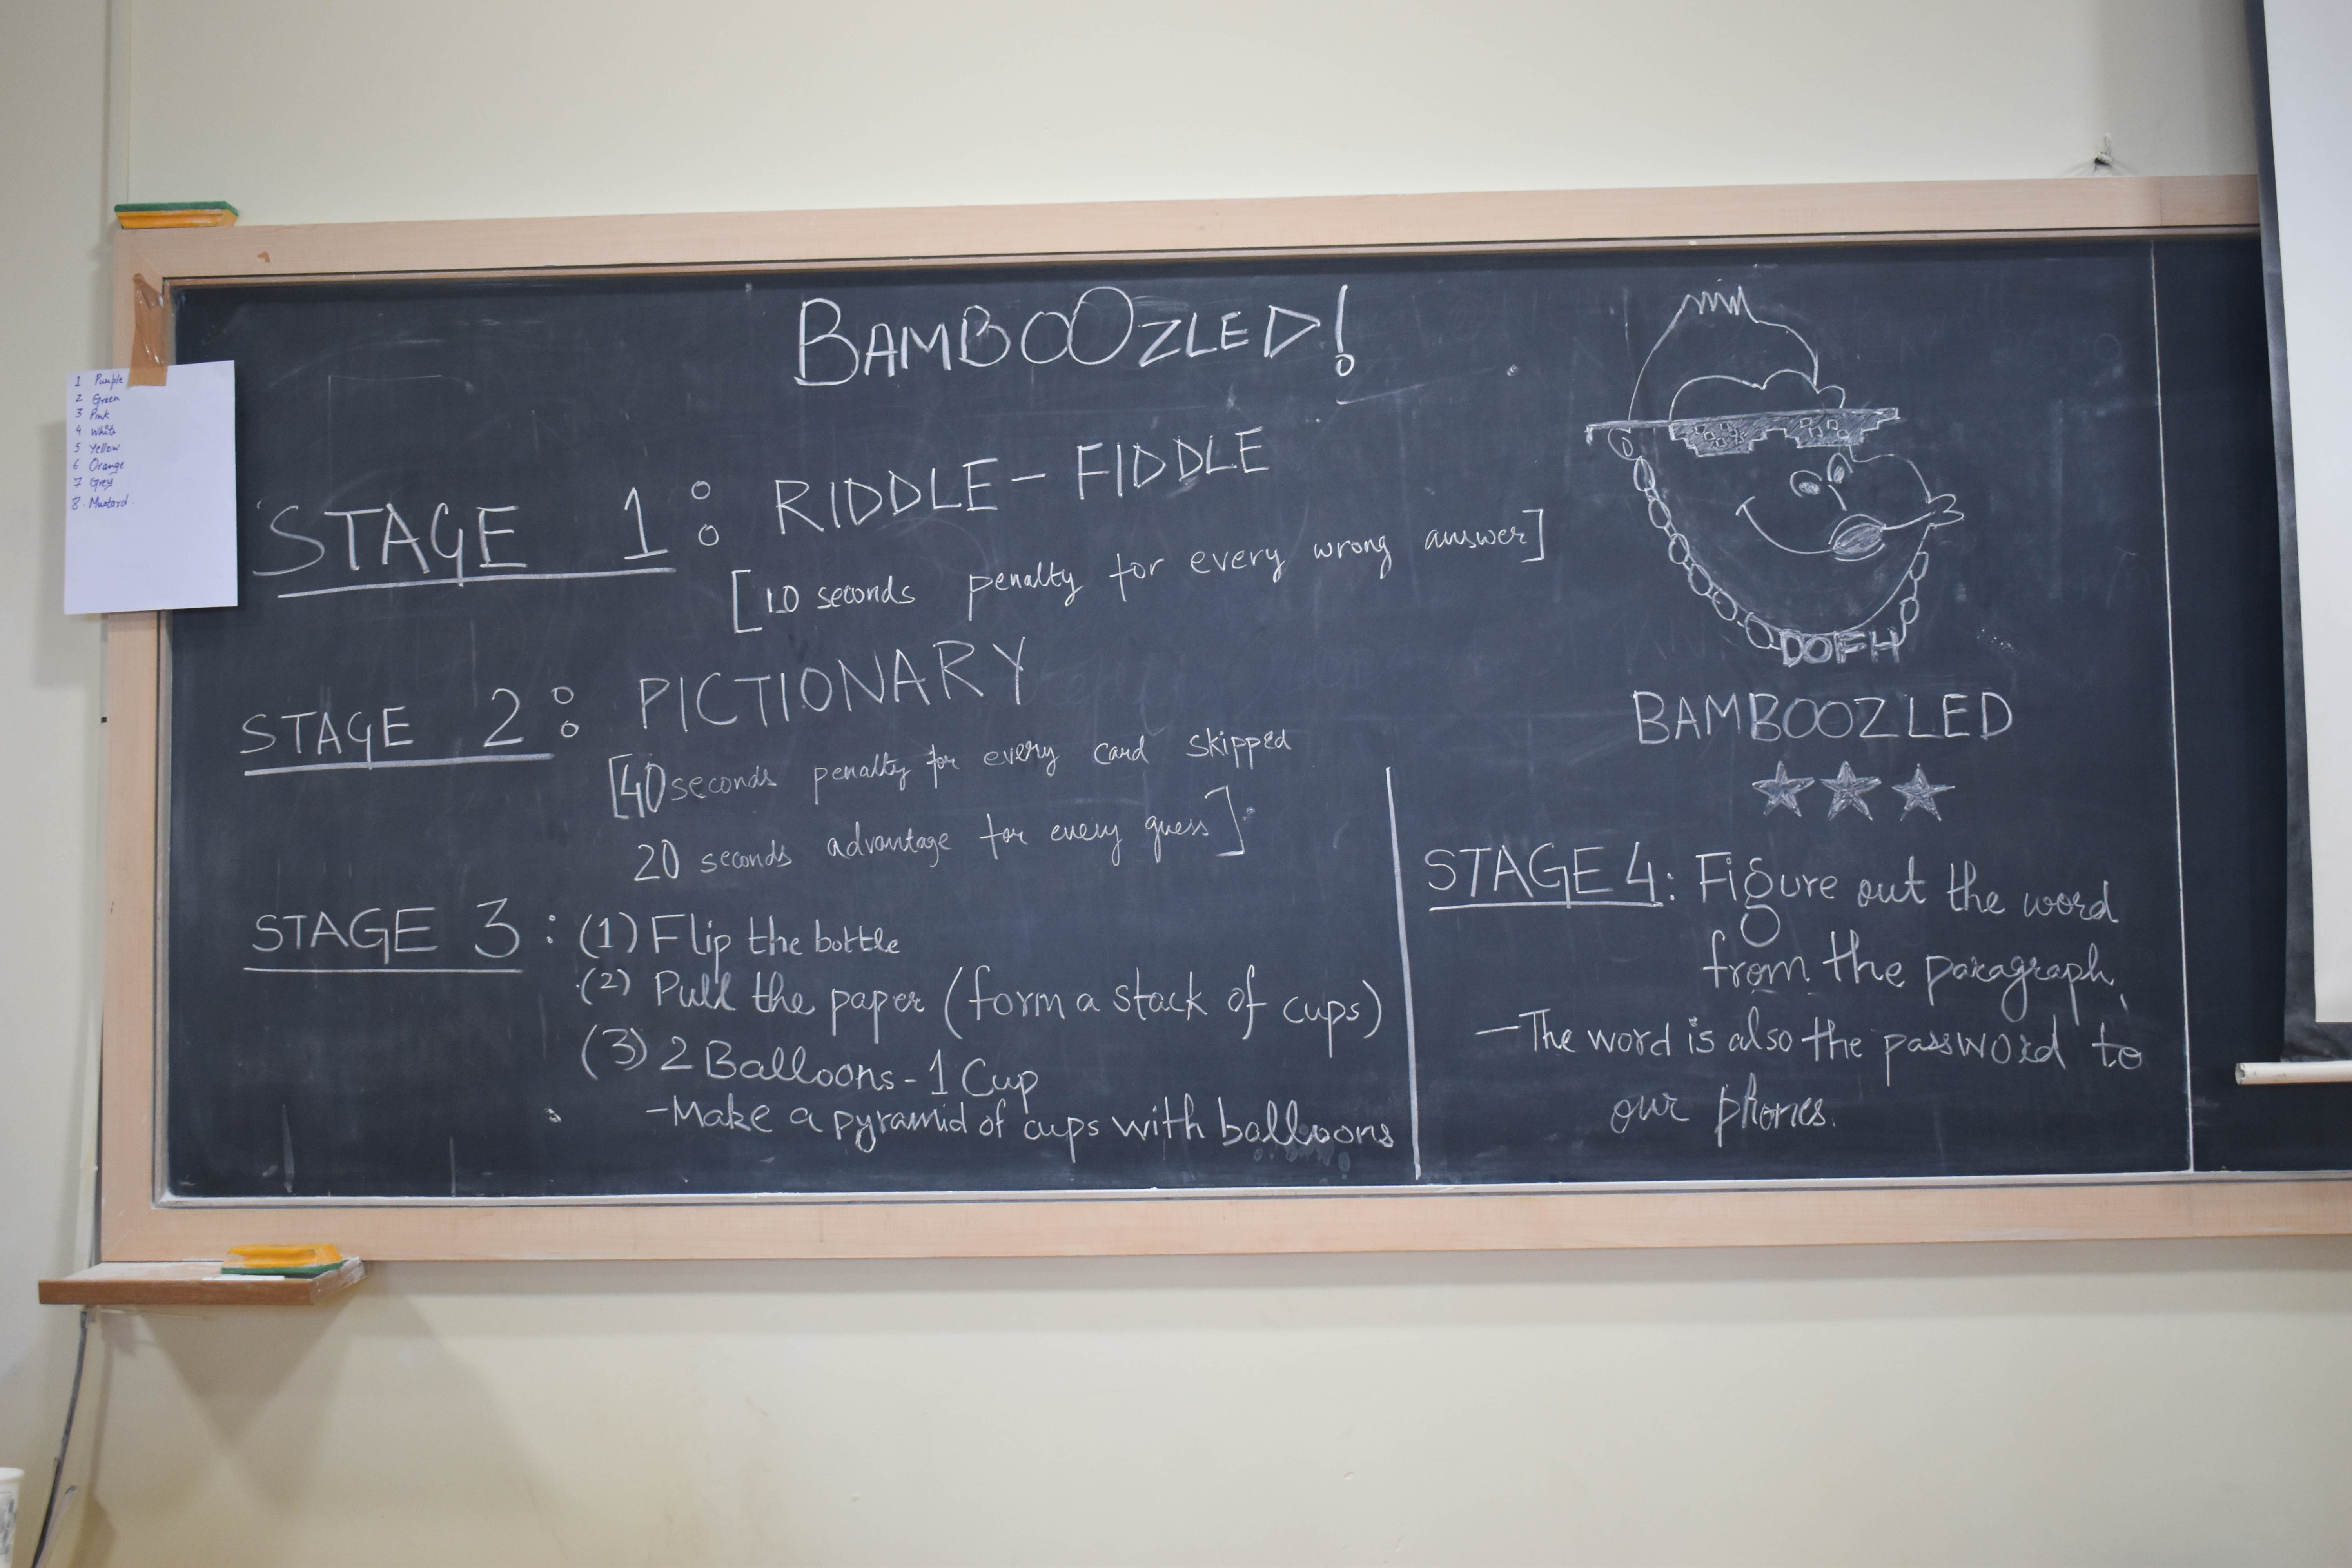 BAMBOOZLED!
1 Purple
2 Green
3 Pink
4 White
5 Yellow
6 Orange
7 Grey
8. Mustard.
STAGE 1: RIDDLE-FIDDLE
[10 seconds penalty for every wrong answer]
STAGE 2: PICTIONARY
[40 seconds penalty for every card skipped
20 seconds advantage for every guess]
STAGE 3: (1) Flip the bottle
(2) Pull the paper (form a stack of cups)
(3) 2 Balloons-1 Cup
-Make a pyramid of cups with balloons
DOFH
BAMBOOZLED
STAGE 4: Figure out the word
from the paragraph.
-The word is also the password to
our phones.